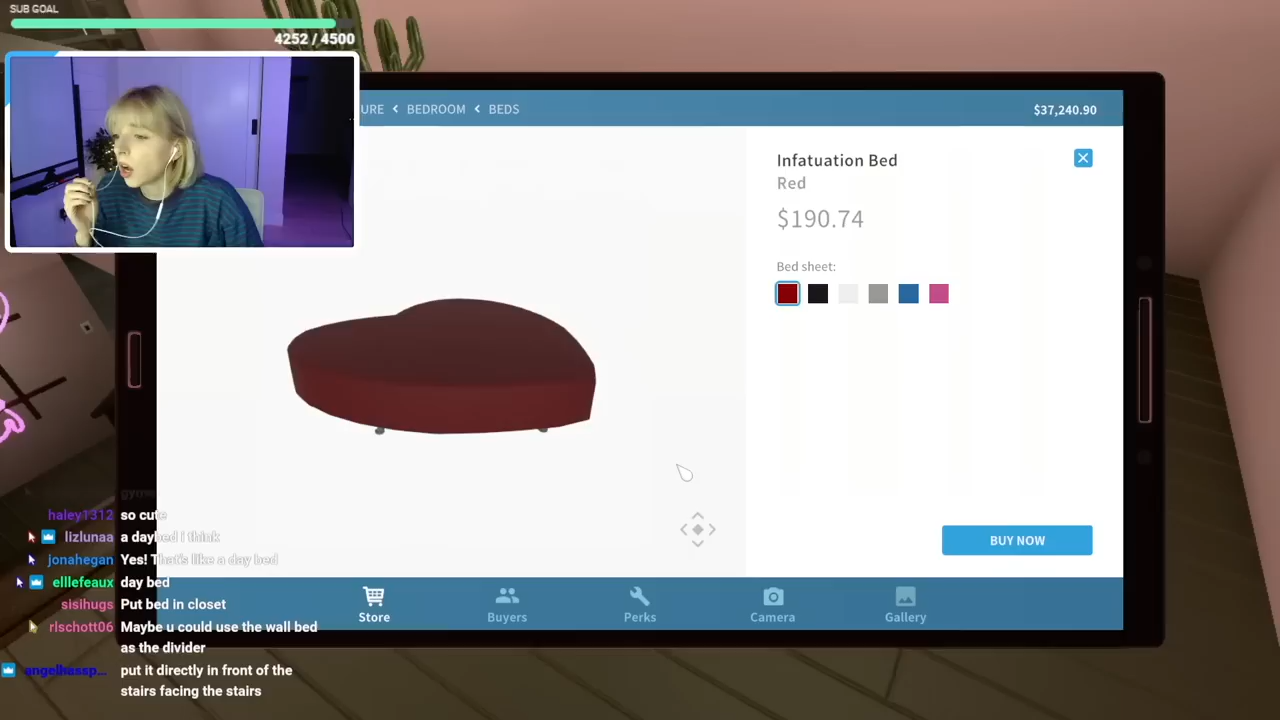 SUB GOAL
4252 / 4500
URE < BEDROOM < BEDS
$37,240.90
Infatuation Bed
Red
$190.74
Bed sheet:
BUY NOW
Store
Buyers
Perks
Camera
Gallery
haley1312 so cute
lizlunaa a daybed i think
jonahegan Yes! That's like a day bed
elllefeaux day bed
sisihugs Put bed in closet
rlschott06 Maybe u could use the wall bed
as the divider
angelhassp... put it directly in front of the
stairs facing the stairs